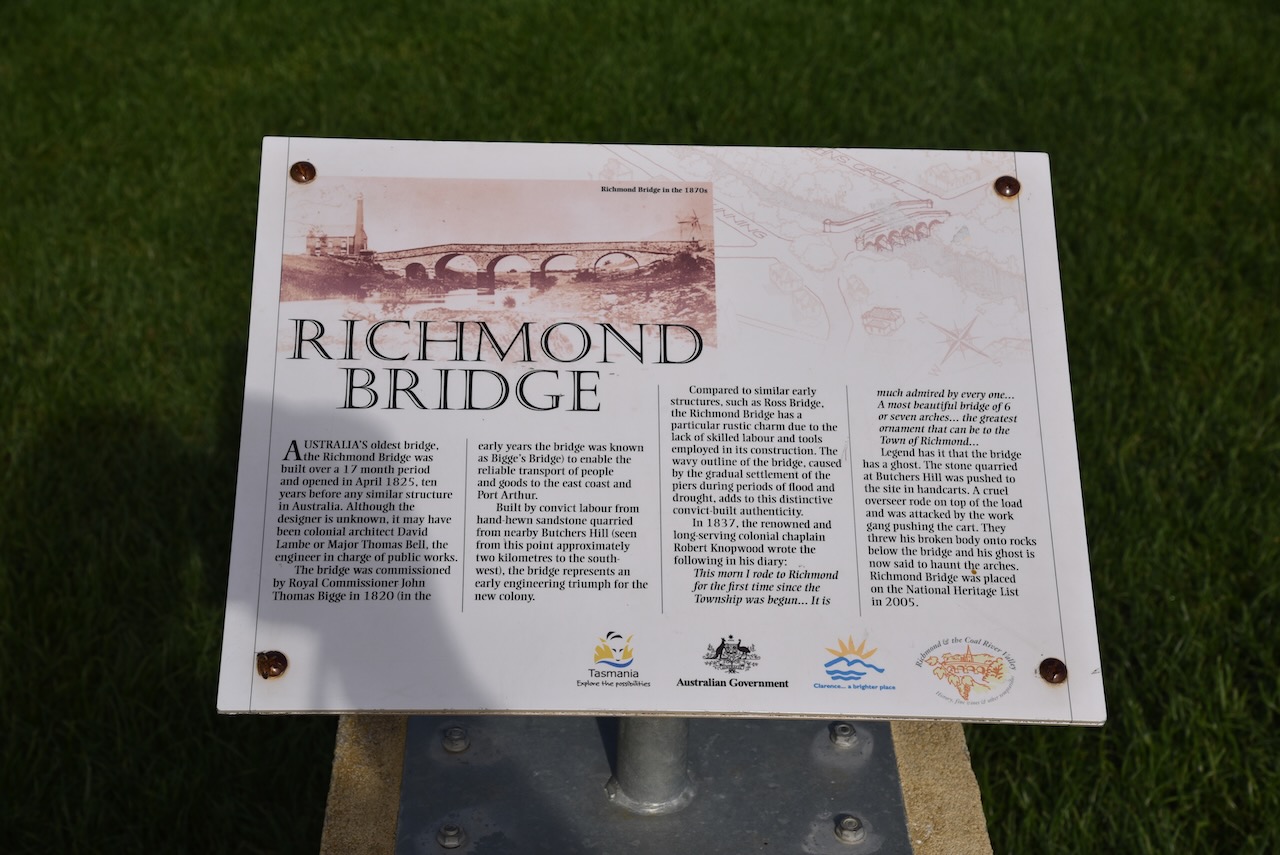 Richmond Bridge in the 1870s
RICHMOND
BRIDGE
AUSTRALIA'S oldest bridge,
the Richmond Bridge was
built over a 17 month period
and opened in April 1825, ten
years before any similar structure
in Australia. Although the
designer is unknown, it may have
been colonial architect David
Lambe or Major Thomas Bell, the
engineer in charge of public works.
The bridge was commissioned
by Royal Commissioner John
Thomas Bigge in 1820 (in the
early years the bridge was known
as Bigge's Bridge) to enable the
reliable transport of people
and goods to the east coast and
Port Arthur.
Built by convict labour from
hand-hewn sandstone quarried
from nearby Butchers Hill (seen
from this point approximately
two kilometres to the south-
west), the bridge represents an
early engineering triumph for the
new colony.
Compared to similar early
structures, such as Ross Bridge,
the Richmond Bridge has a
particular rustic charm due to the
lack of skilled labour and tools
employed in its construction. The
wavy outline of the bridge, caused
by the gradual settlement of the
piers during periods of flood and
drought, adds to this distinctive
convict-built authenticity.
In 1837, the renowned and
long-serving colonial chaplain
Robert Knopwood wrote the
following in his diary:
This morn I rode to Richmond
for the first time since the
Township was begun... It is
much admired by every one...
A most beautiful bridge of 6
or seven arches... the greatest
ornament that can be to the
Town of Richmond...
Legend has it that the bridge
has a ghost. The stone quarried
at Butchers Hill was pushed to
the site in handcarts. A cruel
overseer rode on top of the load
and was attacked by the work
gang pushing the cart. They
threw his broken body onto rocks
below the bridge and his ghost is
now said to haunt the arches.
Richmond Bridge was placed
on the National Heritage List
in 2005.
Tasmania
Explore the possibilities
Australian Government
Clarence... a brighter place
Richmond & the Coal River Valley